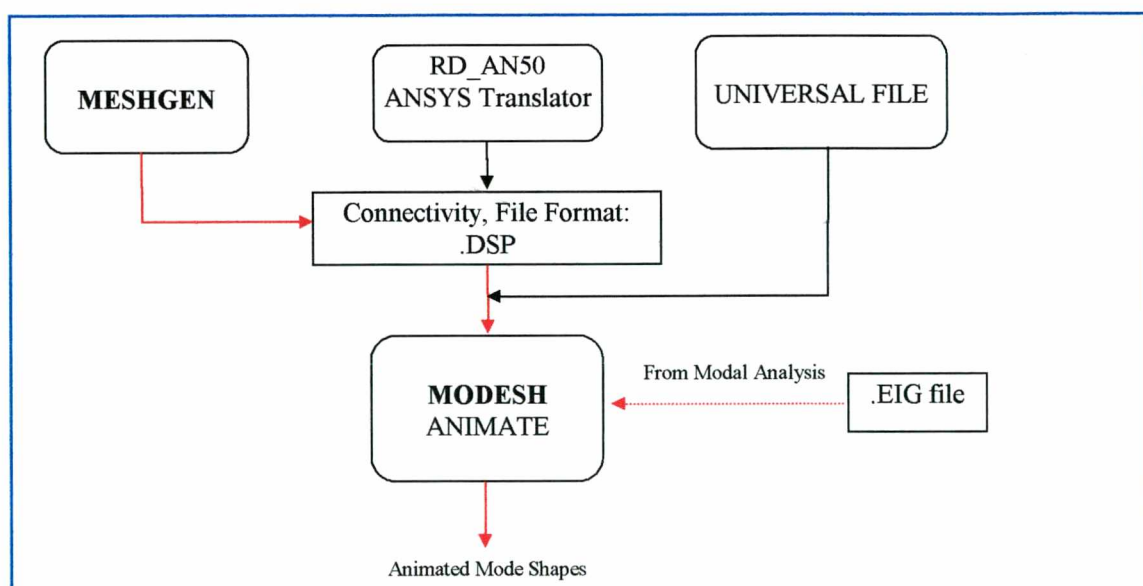 MESHGEN
RD_AN50
ANSYS Translator
UNIVERSAL FILE
Connectivity, File Format:
.DSP
From Modal Analysis
.EIG file
MODESH
ANIMATE
Animated Mode Shapes